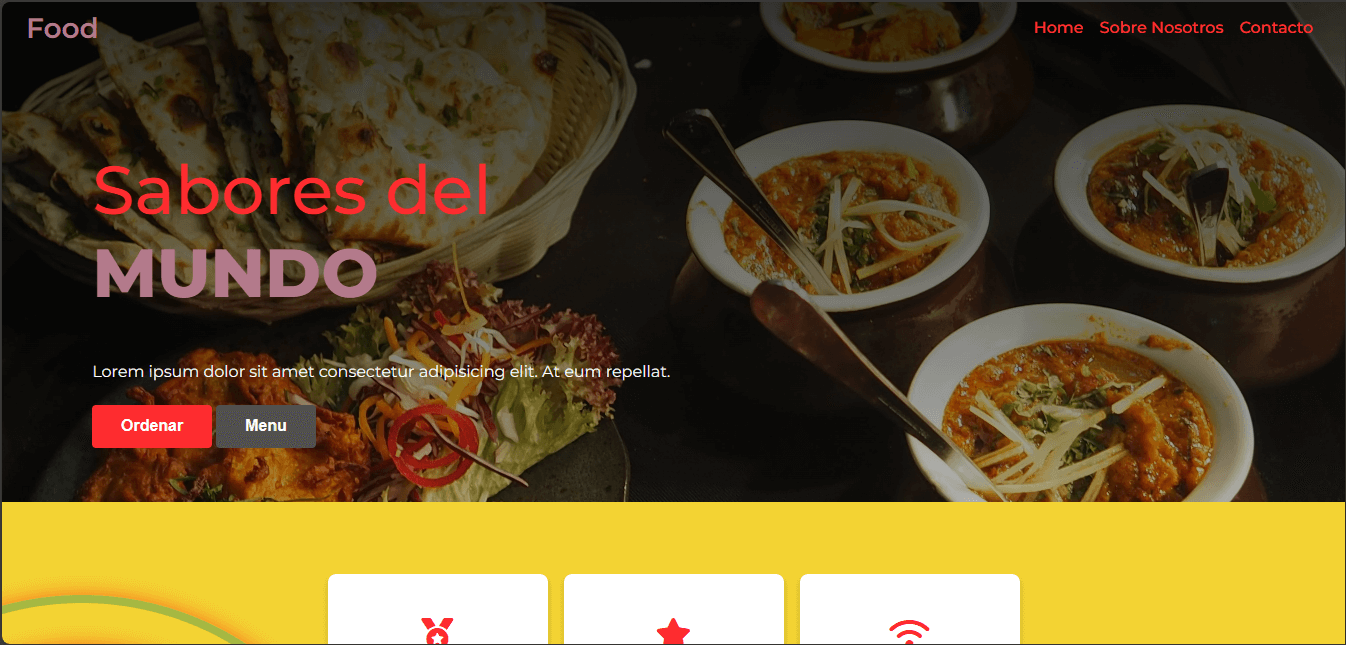 Food
Home Sobre Nosotros Contacto
Sabores del
MUNDO
Lorem ipsum dolor sit amet consectetur adipisicing elit. At eum repellat.
Ordenar Menu